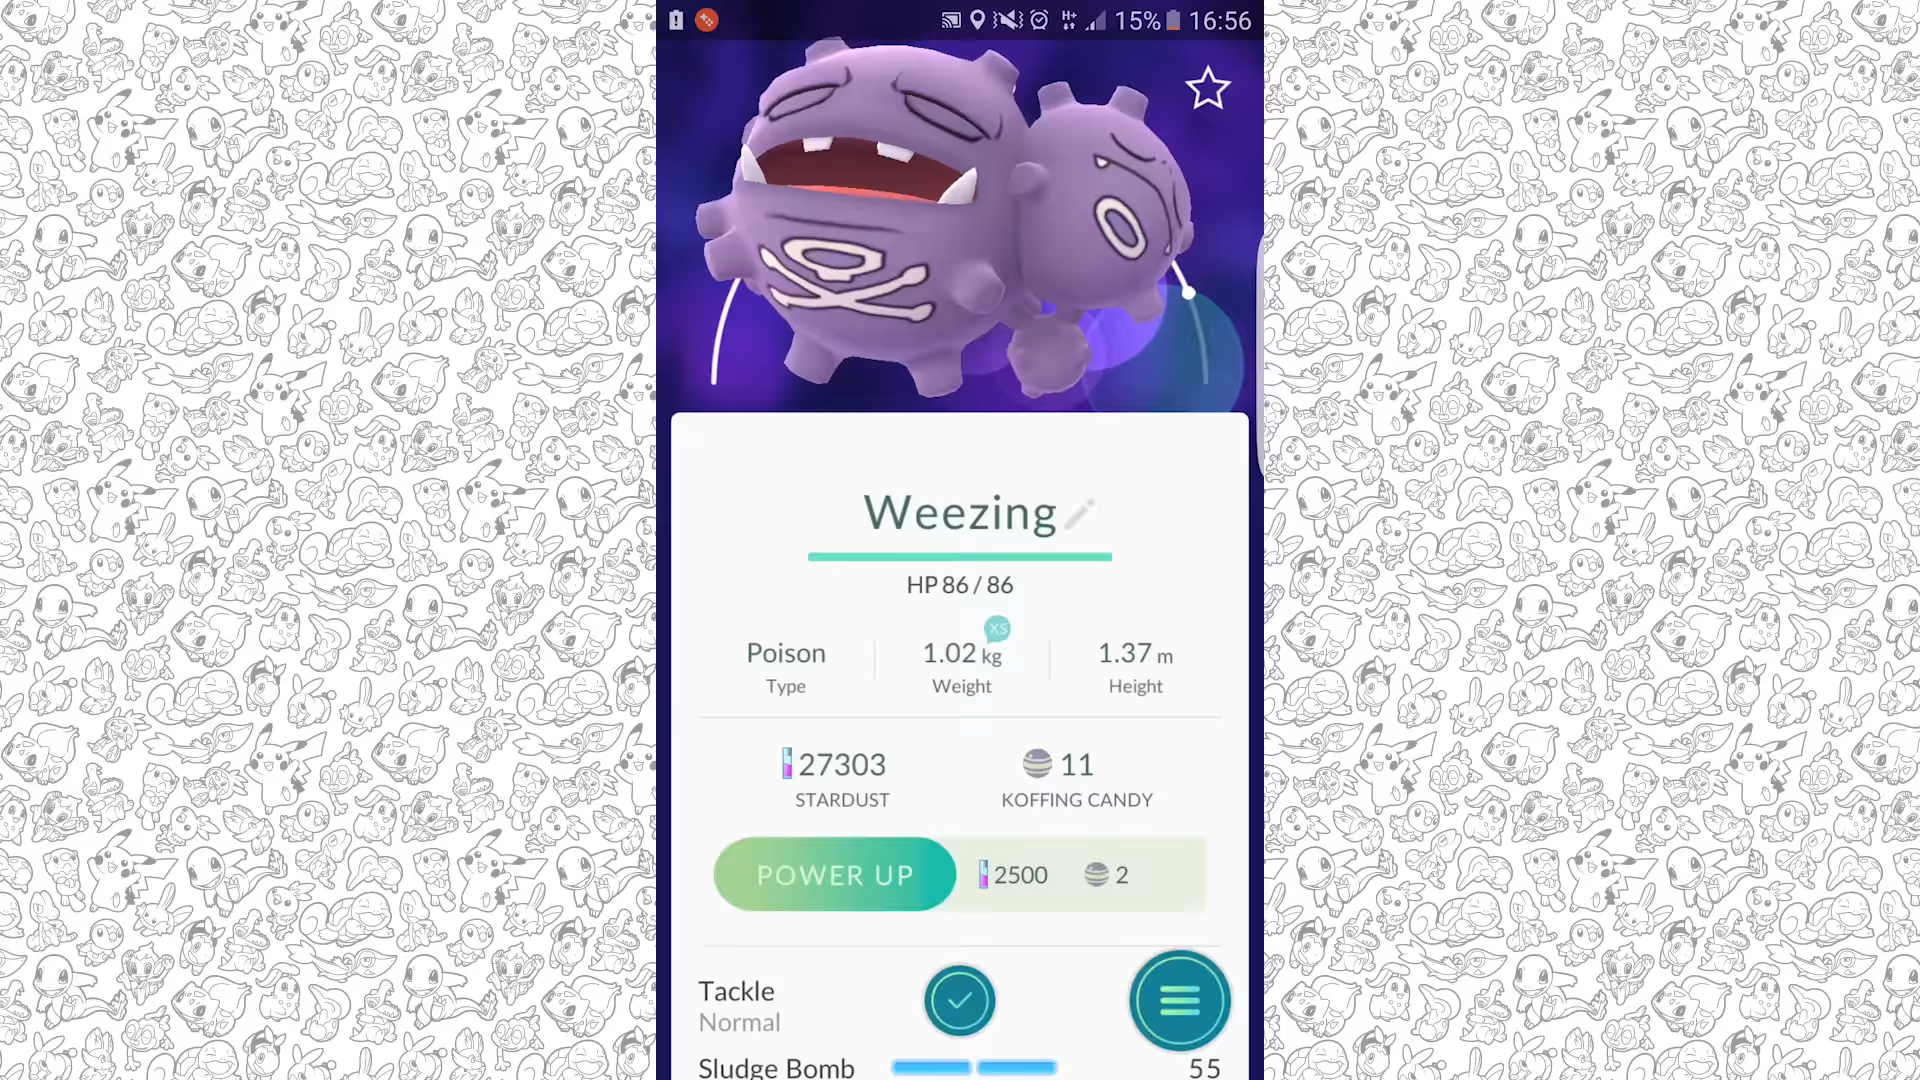 H+ 15% 16:56
Weezing
HP 86 / 86
XS
Poison 1.02 kg 1.37 m
Type Weight Height
27303 11
STARDUST KOFFING CANDY
POWER UP 2500 2
Tackle
Normal
Sludge Bomb 55